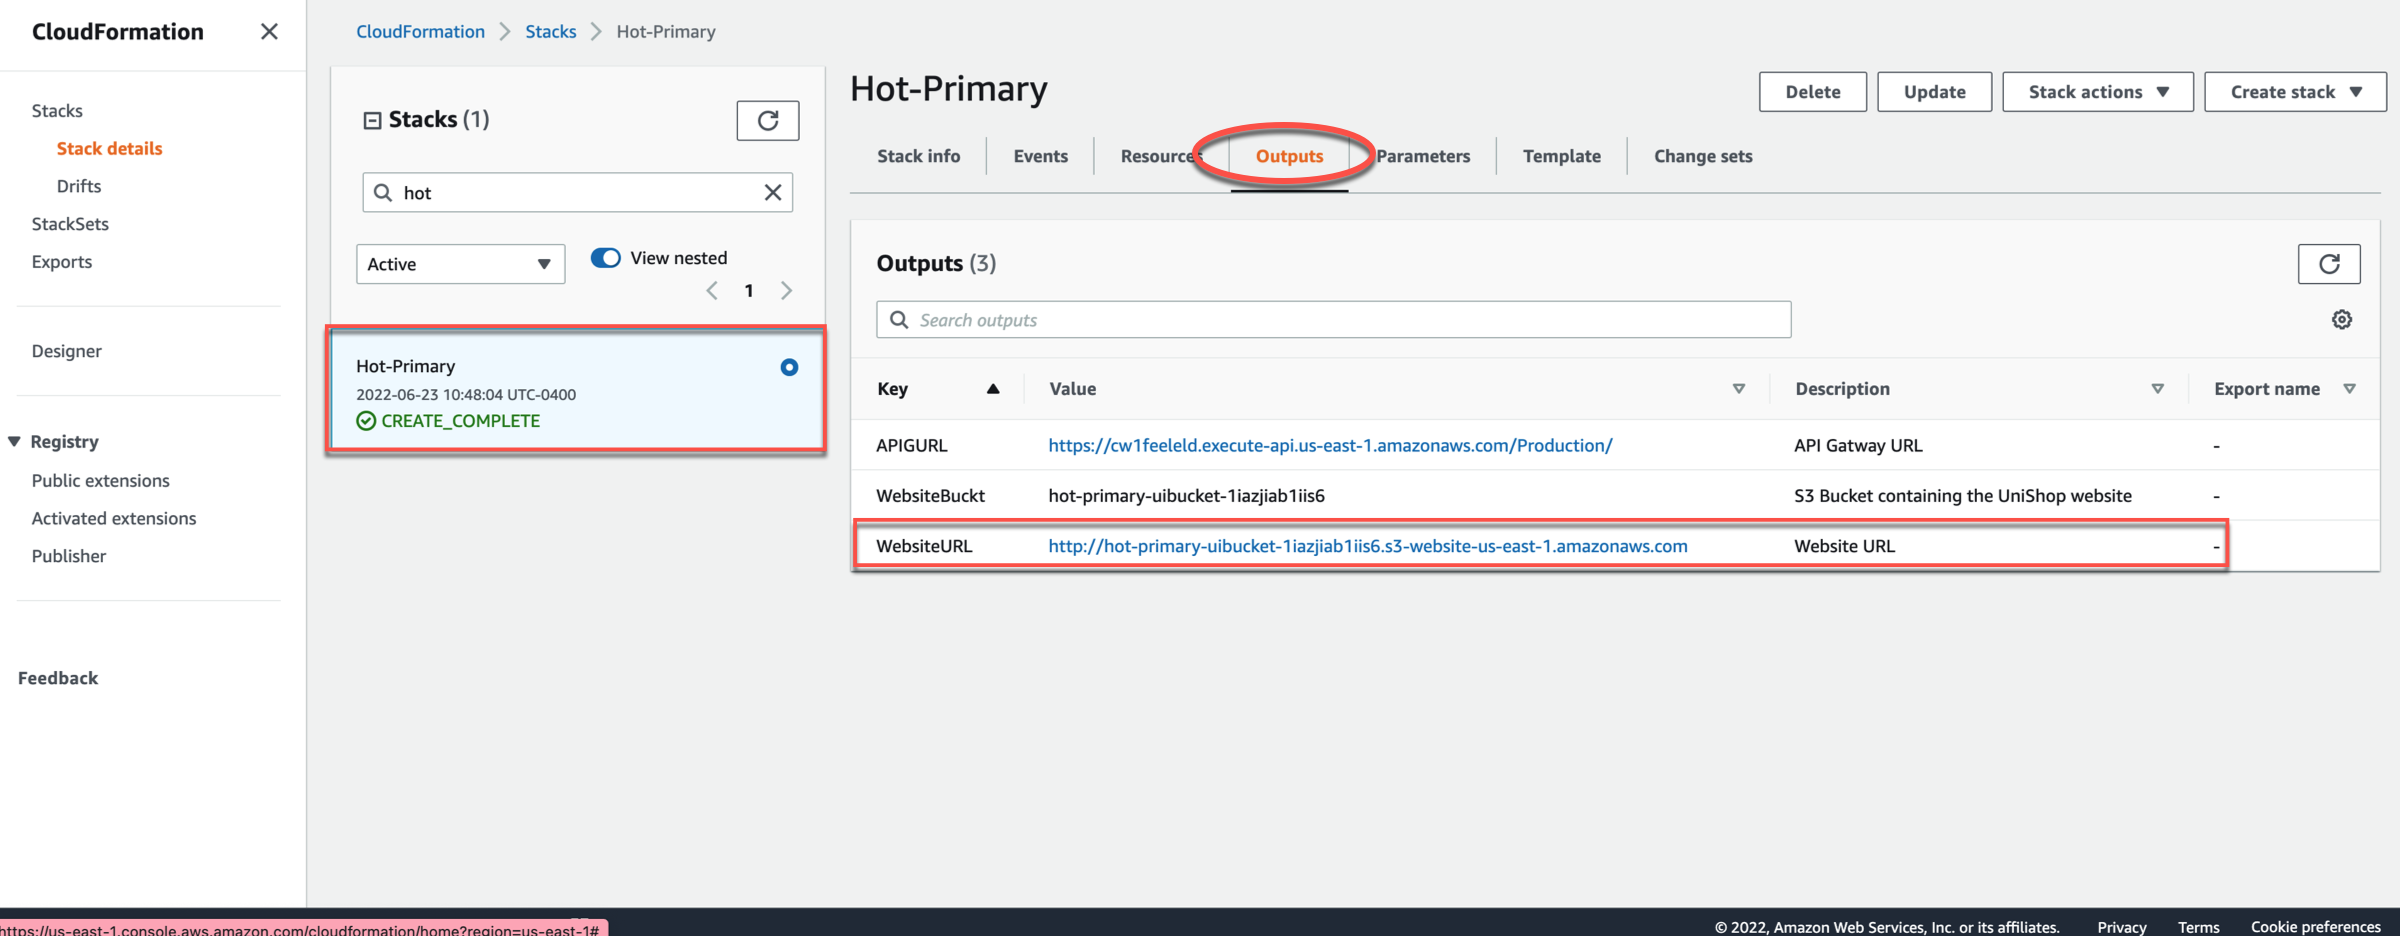 CloudFormation
Stacks
Stack details
Drifts
StackSets
Exports
Designer
Registry
Public extensions
Activated extensions
Publisher
Feedback
CloudFormation Stacks Hot-Primary
Stacks (1)
hot
Active
View nested
1
Hot-Primary
2022-06-23 10:48:04 UTC-0400
CREATE_COMPLETE
Hot-Primary
Delete Update Stack actions Create stack
Stack info Events Resources Outputs Parameters Template Change sets
Outputs (3)
Search outputs
Key Value Description Export name
APIGURL https://cw1feeleld.execute-api.us-east-1.amazonaws.com/Production/ API Gatway URL -
WebsiteBuckt hot-primary-uibucket-1iazjiab1iis6 S3 Bucket containing the UniShop website -
WebsiteURL http://hot-primary-uibucket-1iazjiab1iis6.s3-website-us-east-1.amazonaws.com Website URL -
https://us-east-1.console.aws.amazon.com/cloudformation/home?region=us-east-1#
© 2022, Amazon Web Services, Inc. or its affiliates. Privacy Terms Cookie preferences